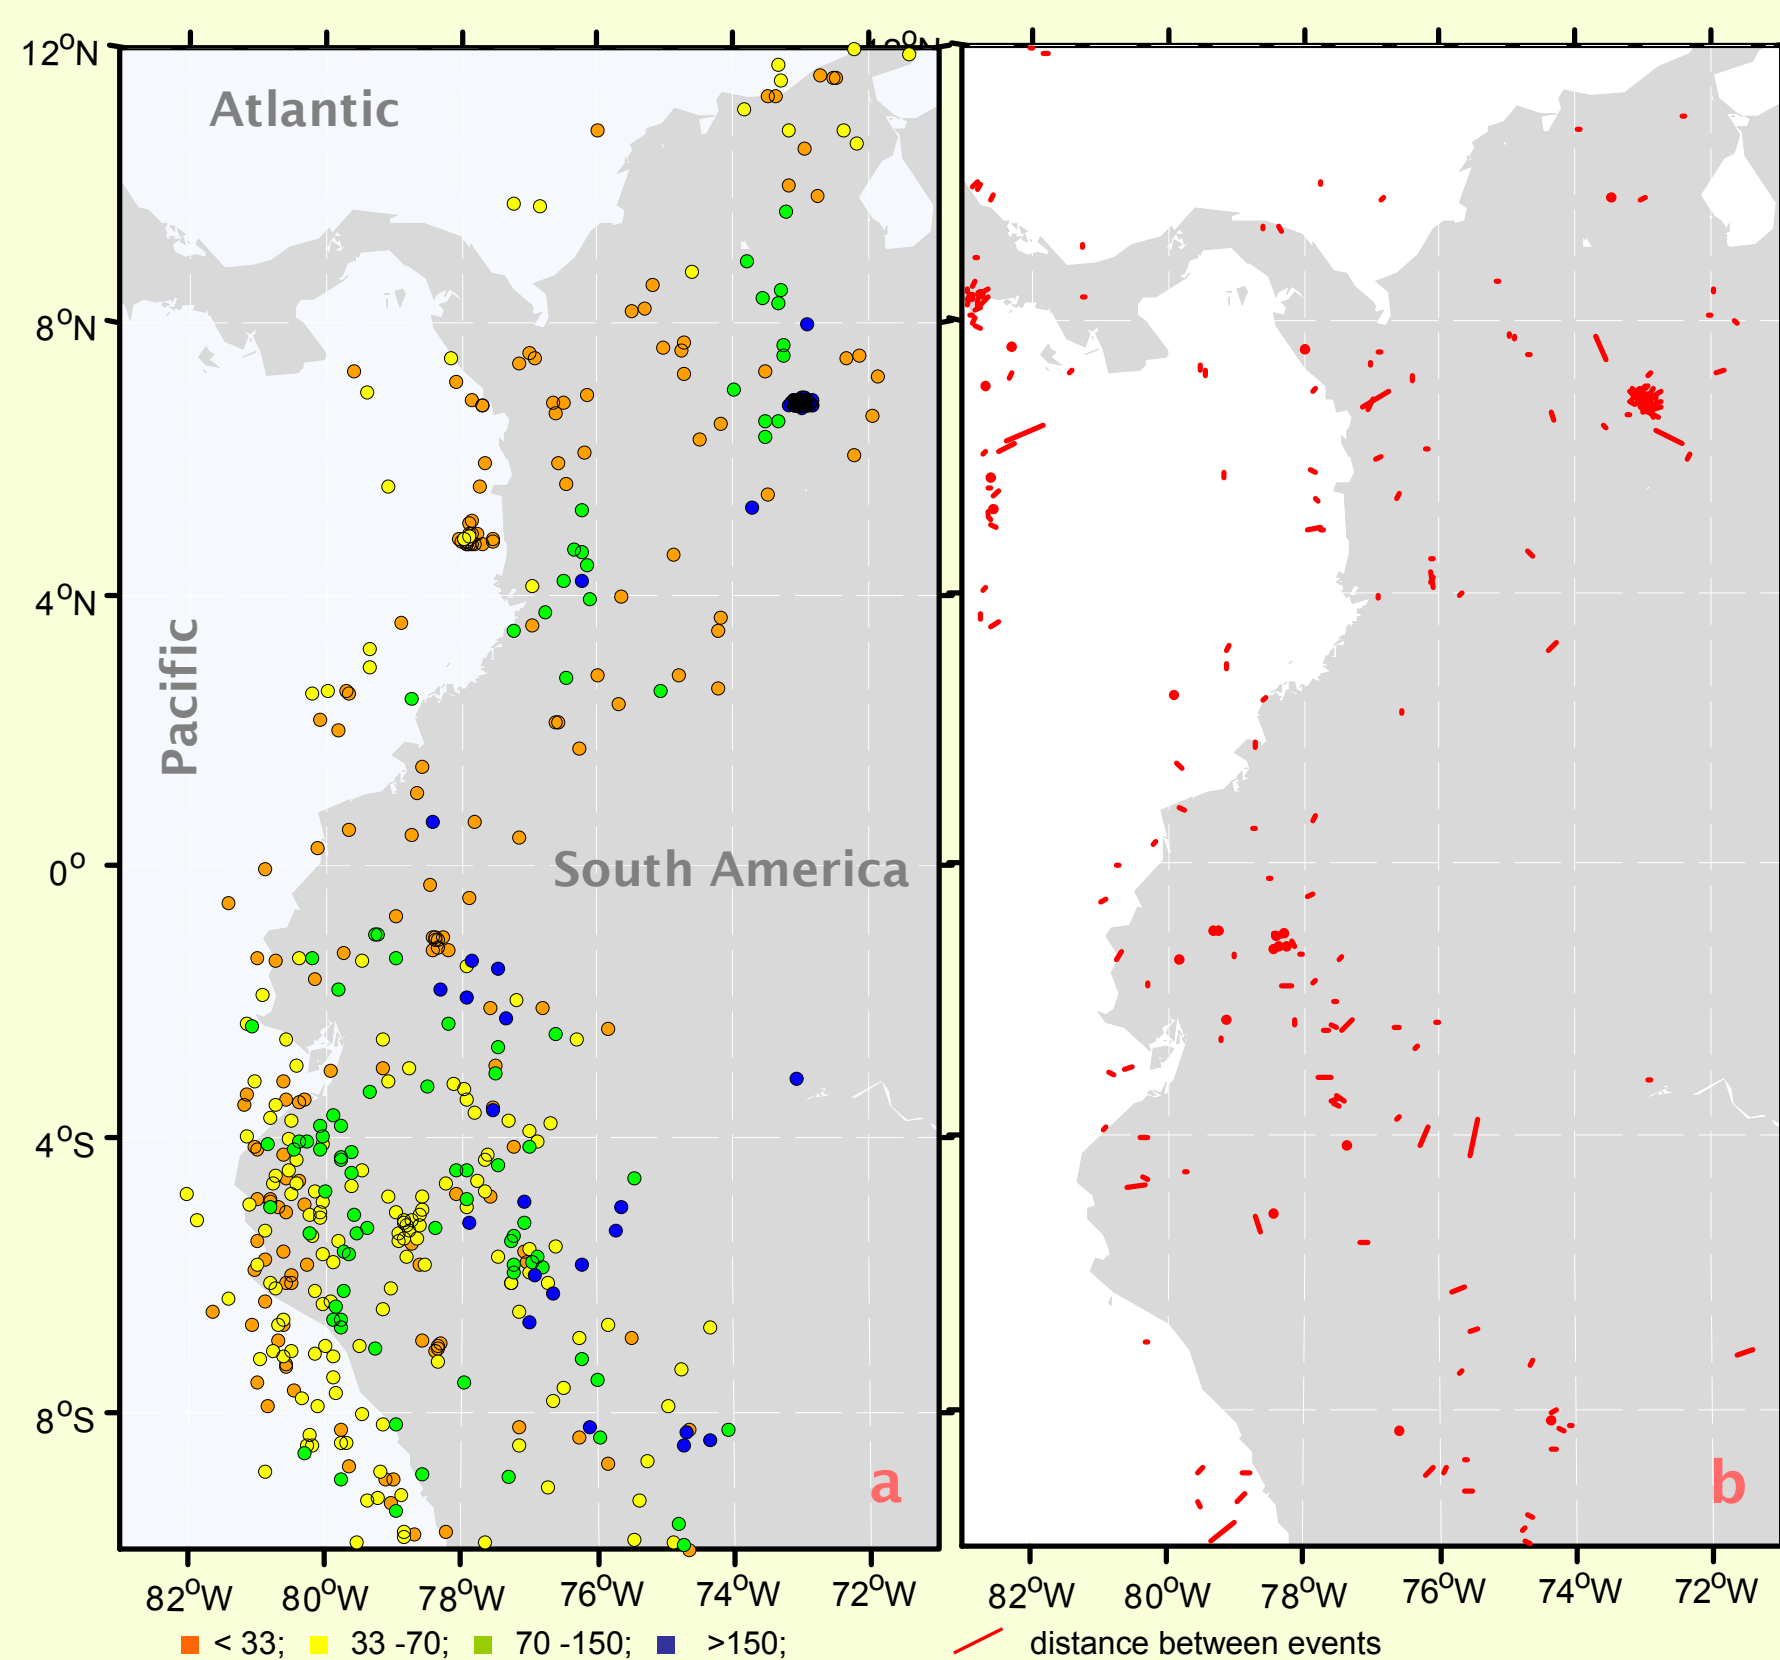 12°N
Atlantic
8°N
4°N
Pacific
South America
0°
4°S
8°S
a
b
82°W 80°W 78°W 76°W 74°W 72°W
82°W 80°W 78°W 76°W 74°W 72°W
< 33; 33 -70; 70 -150; >150;
distance between events